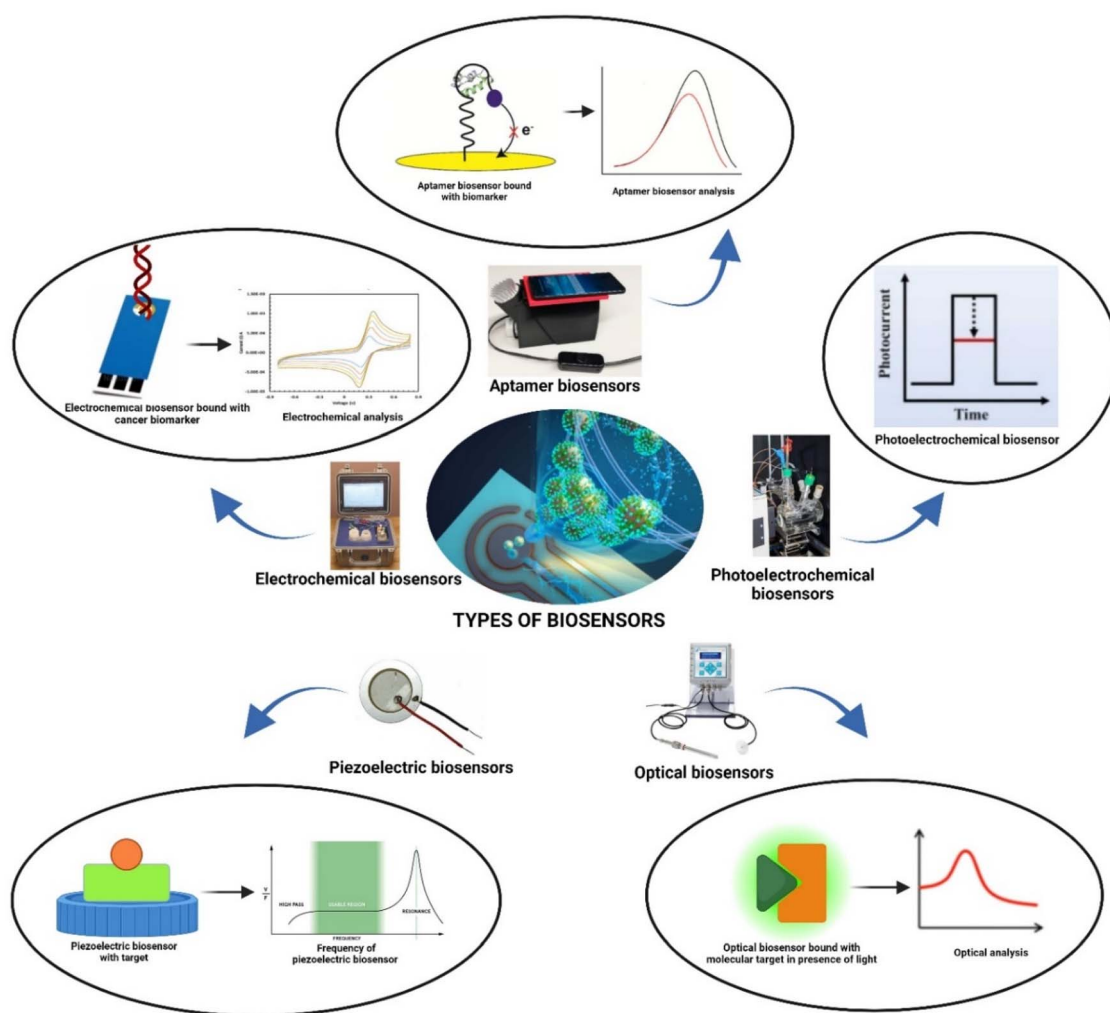 e-
Aptamer biosensor bound
with biomarker
Aptamer biosensor analysis
Electrochemical biosensor bound with
cancer biomarker
Voltage (V)
Electrochemical analysis
Aptamer biosensors
Photocurrent
Time
Photoelectrochemical biosensor
Electrochemical biosensors
Photoelectrochemical
biosensors
TYPES OF BIOSENSORS
Piezoelectric biosensors
Optical biosensors
Piezoelectric biosensor
with target
HIGH PASS
USABLE REGION
RESONANCE
FREQUENCY
Frequency of
piezoelectric biosensor
Optical biosensor bound with
molecular target in presence of light
Optical analysis